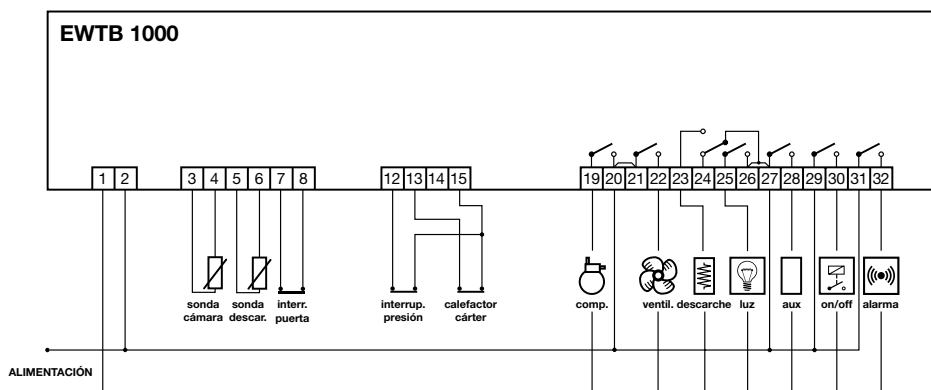 EWTB 1000
1 2 3 4 5 6 7 8 12 13 14 15 19 20 21 22 23 24 25 26 27 28 29 30 31 32
sonda cámara
sonda descar.
interr. puerta
interrup. presión
calefactor cárter
comp.
ventil.
descarche
luz
aux
on/off
alarma
ALIMENTACIÓN